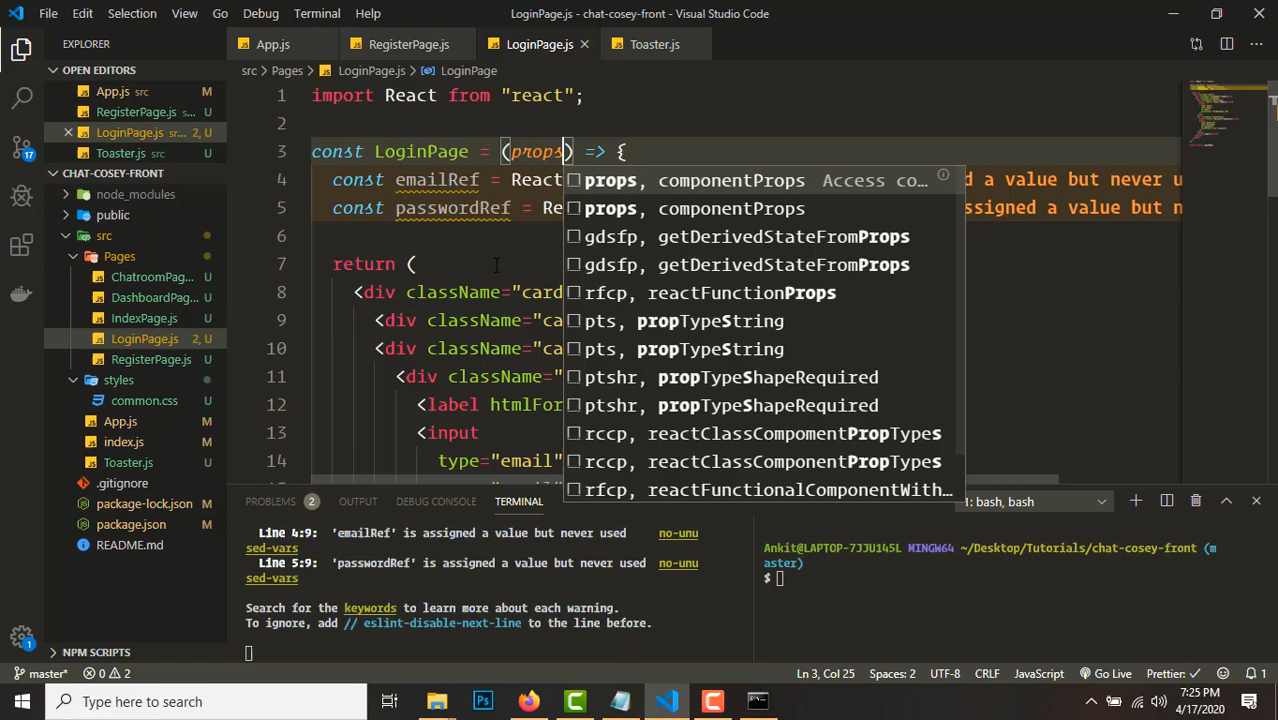 File Edit Selection View Go Debug Terminal Help LoginPage.js - chat-cosey-front - Visual Studio Code
EXPLORER
OPEN EDITORS
App.js src M
RegisterPage.js s... U
LoginPage.js sr... 2, U
Toaster.js src U
CHAT-COSEY-FRONT
node_modules
public
src
Pages
ChatroomPag... U
DashboardPag... U
IndexPage.js U
LoginPage.js 2, U
RegisterPage.js U
styles
common.css U
App.js M
index.js M
Toaster.js U
.gitignore
package-lock.json M
package.json M
README.md
NPM SCRIPTS
17
1
App.js RegisterPage.js LoginPage.js Toaster.js
src > Pages > LoginPage.js > LoginPage
1 import React from "react";
2
3 const LoginPage = (props) => {
4 const emailRef = React d a value but never u
5 const passwordRef = Re ssigned a value but n
6
7 return (
8 <div className="card
9 <div className="ca
10 <div className="ca
11 <div className="
12 <label htmlFor
13 <input
14 type="email"
props, componentProps Access co...
props, componentProps
gdsfp, getDerivedStateFromProps
gdsfp, getDerivedStateFromProps
rfcp, reactFunctionProps
pts, propTypeString
pts, propTypeString
ptshr, propTypeShapeRequired
ptshr, propTypeShapeRequired
rccp, reactClassCompomentPropTypes
rccp, reactClassComponentPropTypes
rfcp, reactFunctionalComponentWith...
PROBLEMS 2 OUTPUT DEBUG CONSOLE TERMINAL 1: bash, bash
Line 4:9: 'emailRef' is assigned a value but never used no-unu
sed-vars
Line 5:9: 'passwordRef' is assigned a value but never used no-unu
sed-vars
Search for the keywords to learn more about each warning.
To ignore, add // eslint-disable-next-line to the line before.
Ankit@LAPTOP-7JJU145L MINGW64 ~/Desktop/Tutorials/chat-cosey-front (m
aster)
$
master* 0 2 Ln 3, Col 25 Spaces: 2 UTF-8 CRLF JavaScript Go Live Prettier: ✓ 1
Type here to search
7:25 PM
4/17/2020